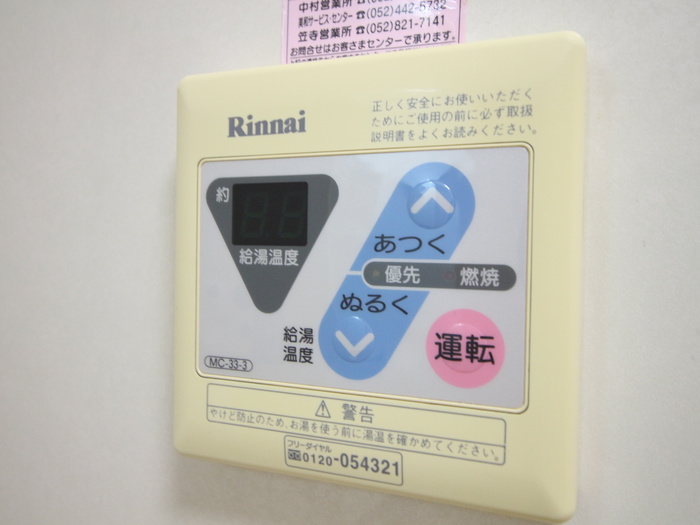 中村営業所 ☎(052)
美和サービス・センター ☎(052)442-5732
笠寺営業所 ☎(052)821-7141
お問合せはお客さまセンターで承ります。
Rinnai
正しく安全にお使いいただく
ためにご使用の前に必ず取扱
説明書をよくお読みください。
約
給湯温度
あつく
優先 燃焼
ぬるく
給湯
温度
運転
MC-33-3
警告
やけど防止のため、お湯を使う前に湯温を確かめてください。
フリーダイヤル
0120-054321